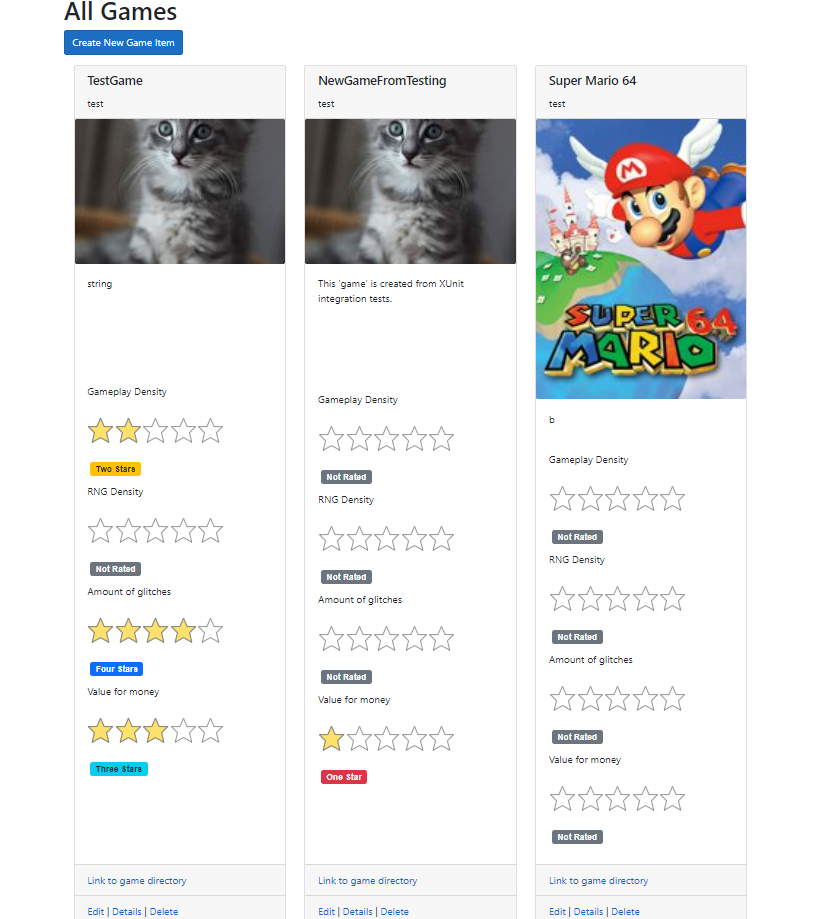 All Games
Create New Game Item
TestGame
test
string
Gameplay Density
Two Stars
RNG Density
Not Rated
Amount of glitches
Four Stars
Value for money
Three Stars
Link to game directory
Edit | Details | Delete
NewGameFromTesting
test
This 'game' is created from XUnit
integration tests.
Gameplay Density
Not Rated
RNG Density
Not Rated
Amount of glitches
Not Rated
Value for money
One Star
Link to game directory
Edit | Details | Delete
Super Mario 64
test
M
SUPER
MARIO 64
b
Gameplay Density
Not Rated
RNG Density
Not Rated
Amount of glitches
Not Rated
Value for money
Not Rated
Link to game directory
Edit | Details | Delete